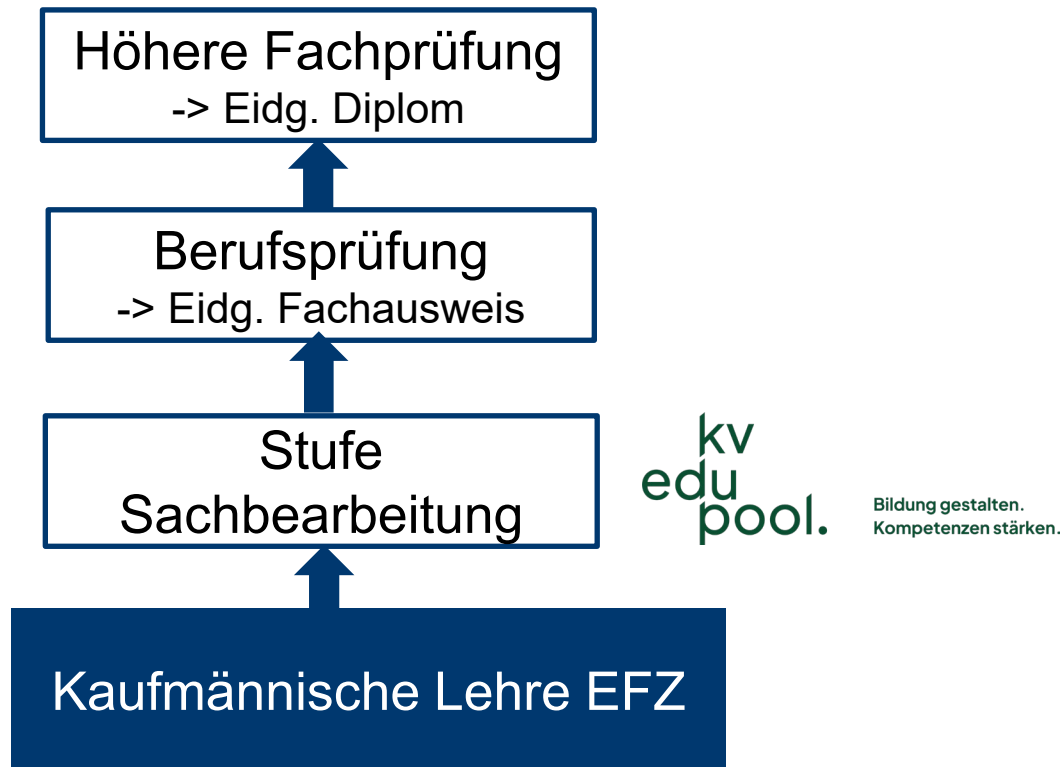 Höhere Fachprüfung
-> Eidg. Diplom
Berufsprüfung
-> Eidg. Fachausweis
Stufe
Sachbearbeitung
kv
edu
pool.
Bildung gestalten.
Kompetenzen stärken.
Kaufmännische Lehre EFZ